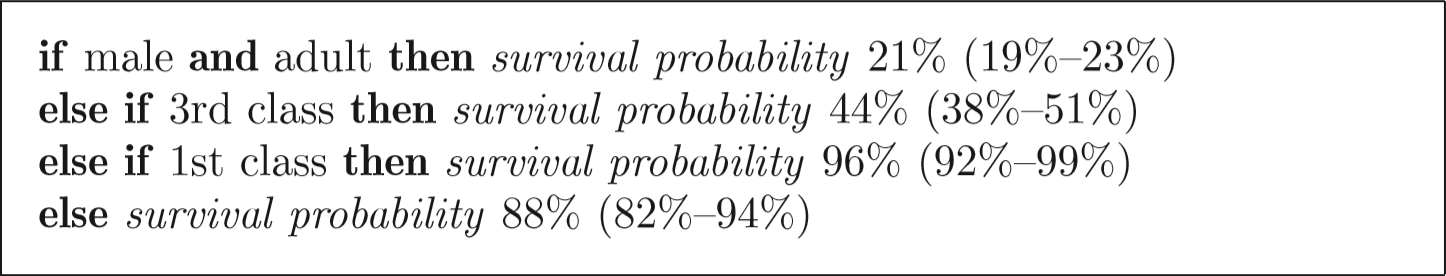 if male and adult then survival probability 21% (19%–23%)
else if 3rd class then survival probability 44% (38%–51%)
else if 1st class then survival probability 96% (92%–99%)
else survival probability 88% (82%–94%)